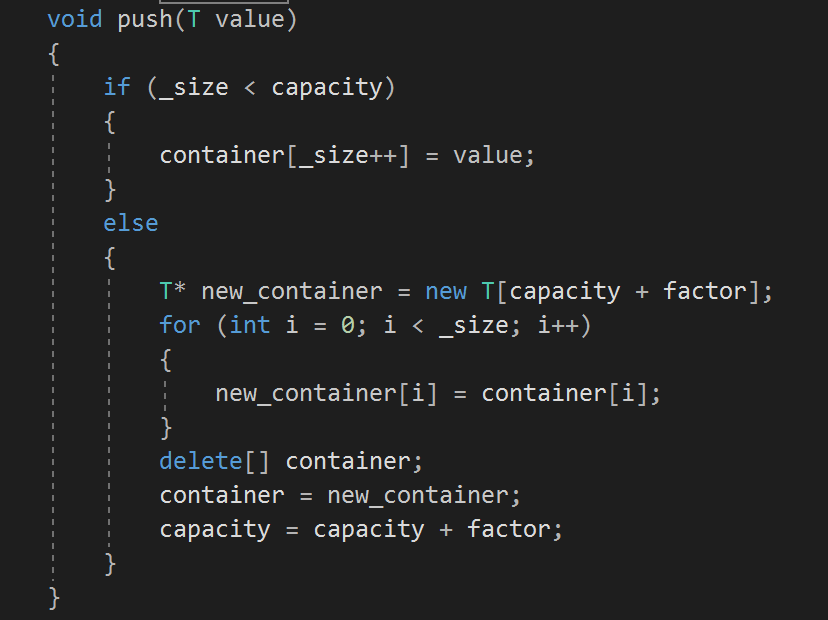 void push(T value)
{
if (_size < capacity)
{
container[_size++] = value;
}
else
{
T* new_container = new T[capacity + factor];
for (int i = 0; i < _size; i++)
{
new_container[i] = container[i];
}
delete[] container;
container = new_container;
capacity = capacity + factor;
}
}